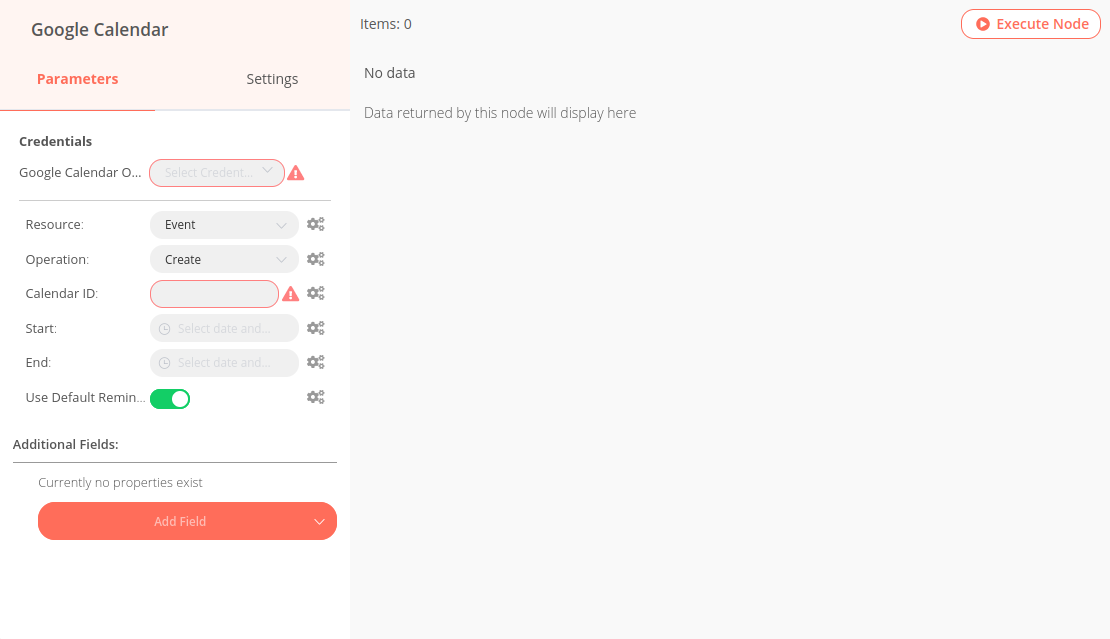 Google Calendar
Parameters
Settings
Credentials
Google Calendar O...
Select Credent...
Resource:
Event
Operation:
Create
Calendar ID:
Start:
Select date and...
End:
Select date and...
Use Default Remin...
Additional Fields:
Currently no properties exist
Add Field
Items: 0
Execute Node
No data
Data returned by this node will display here